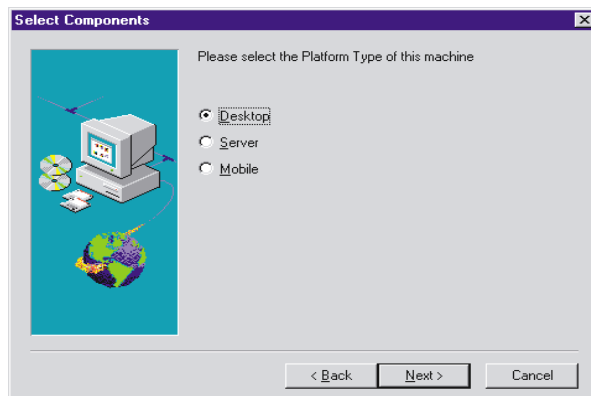 Select Components
Please select the Platform Type of this machine
Desktop
Server
Mobile
< Back
Next >
Cancel